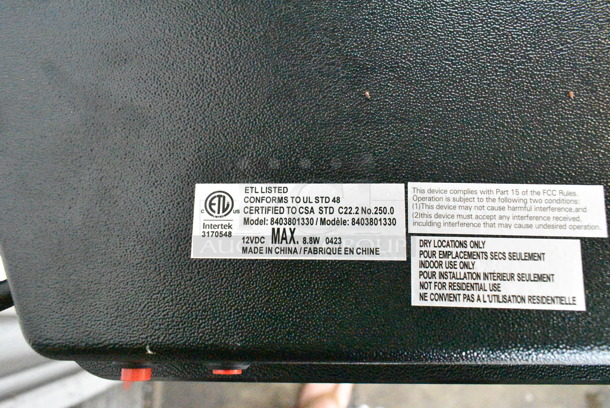 ETL LISTED
CONFORMS TO UL STD 48
CERTIFIED TO CSA STD C22.2 No.250.0
Model: 8403801330 / Modèle: 8403801330
C ETL US
Intertek
3170548
12VDC MAX. 8.8W 0423
MADE IN CHINA / FABRIQUÉ EN CHINE
This device complies with Part 15 of the FCC Rules.
Operation is subject to the following two conditions:
(1)This device may not cause harmful interference,and
(2)this device must accept any interference received,
inculding interference that may cause undesired operation.
DRY LOCATIONS ONLY
POUR EMPLACEMENTS SECS SEULEMENT
INDOOR USE ONLY
POUR INSTALLATION INTÉRIEUR SEULEMENT
NOT FOR RESIDENTIAL USE
NE CONVIENT PAS A L'UTILISATION RESIDENTIELLE